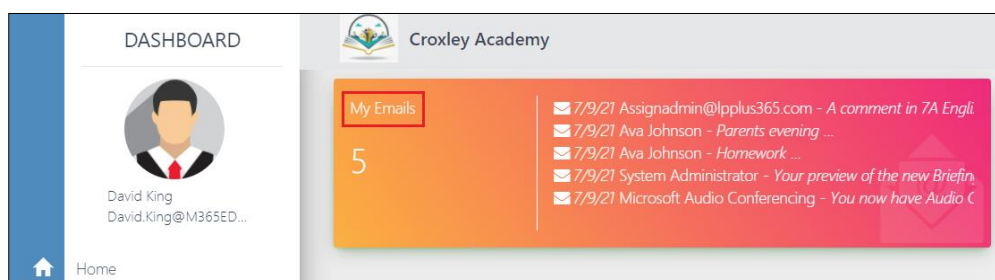 DASHBOARD
David King
David.King@M365ED...
Home
Croxley Academy
My Emails
5
7/9/21 Assignadmin@lpplus365.com - A comment in 7A Engli
7/9/21 Ava Johnson - Parents evening ...
7/9/21 Ava Johnson - Homework ...
7/9/21 System Administrator - Your preview of the new Briefin
7/9/21 Microsoft Audio Conferencing - You now have Audio C